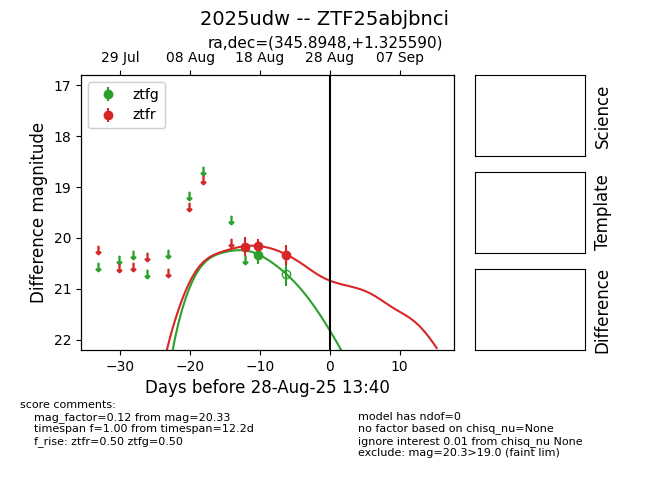 2025udw -- ZTF25abjbnci
ra,dec=(345.8948,+1.325590)
29 Jul 08 Aug 18 Aug 28 Aug 07 Sep
ztfg
ztfr
17
18
19
20
21
22
Difference magnitude
−30 −20 −10 0 10
Days before 28-Aug-25 13:40
Science
Template
Difference
score comments:
mag_factor=0.12 from mag=20.33
timespan f=1.00 from timespan=12.2d
f_rise: ztfr=0.50 ztfg=0.50
model has ndof=0
no factor based on chisq_nu=None
ignore interest 0.01 from chisq_nu None
exclude: mag=20.3>19.0 (faint lim)